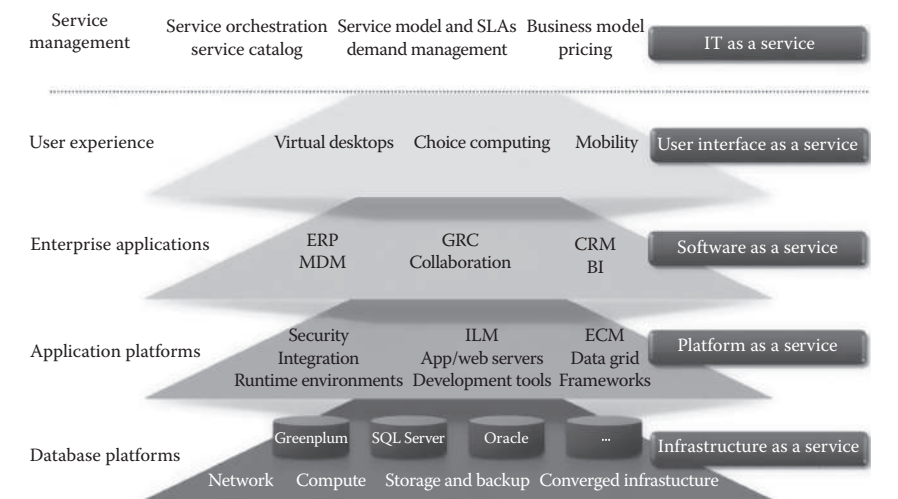 Service
management
Service orchestration
service catalog
Service model and SLAs
demand management
Business model
pricing
IT as a service
User experience
Virtual desktops
Choice computing
Mobility
User interface as a service
Enterprise applications
ERP
MDM
GRC
Collaboration
CRM
BI
Software as a service
Application platforms
Security
Integration
Runtime environments
ILM
App/web servers
Development tools
ECM
Data grid
Frameworks
Platform as a service
Database platforms
Greenplum
SQL Server
Oracle
...
Infrastructure as a service
Network
Compute
Storage and backup
Converged infrastucture